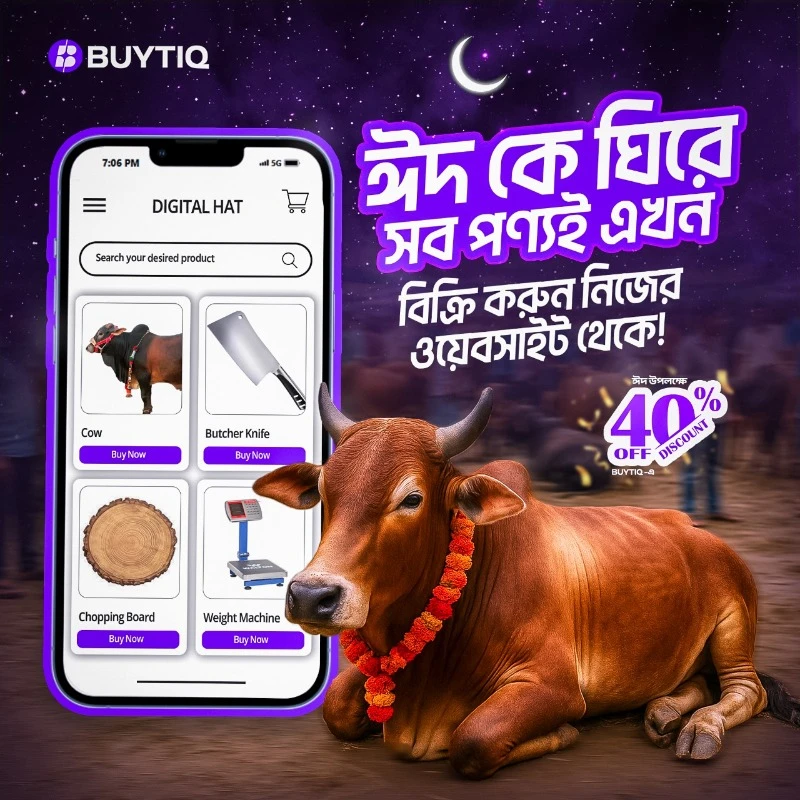 BUYTIQ
ঈদ কে ঘিরে
সব পণ্যই এখন
বিক্রি করুন নিজের
ওয়েবসাইট থেকে!
ঈদ উপলক্ষে
40%
OFF DISCOUNT
BUYTIQ-এ
7:06 PM
5G
DIGITAL HAT
Search your desired product
Cow
Buy Now
Butcher Knife
Buy Now
Chopping Board
Buy Now
Weight Machine
Buy Now